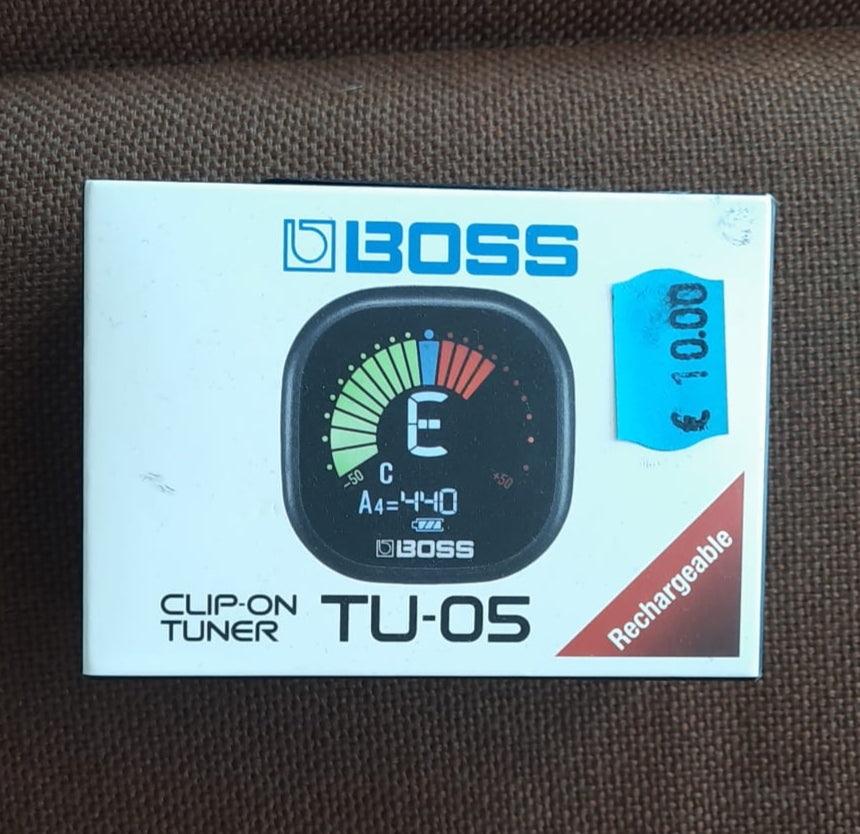 BOSS
€ 10.00
E
-50
C
+50
A4=440
BOSS
CLIP-ON
TUNER
TU-05
Rechargeable